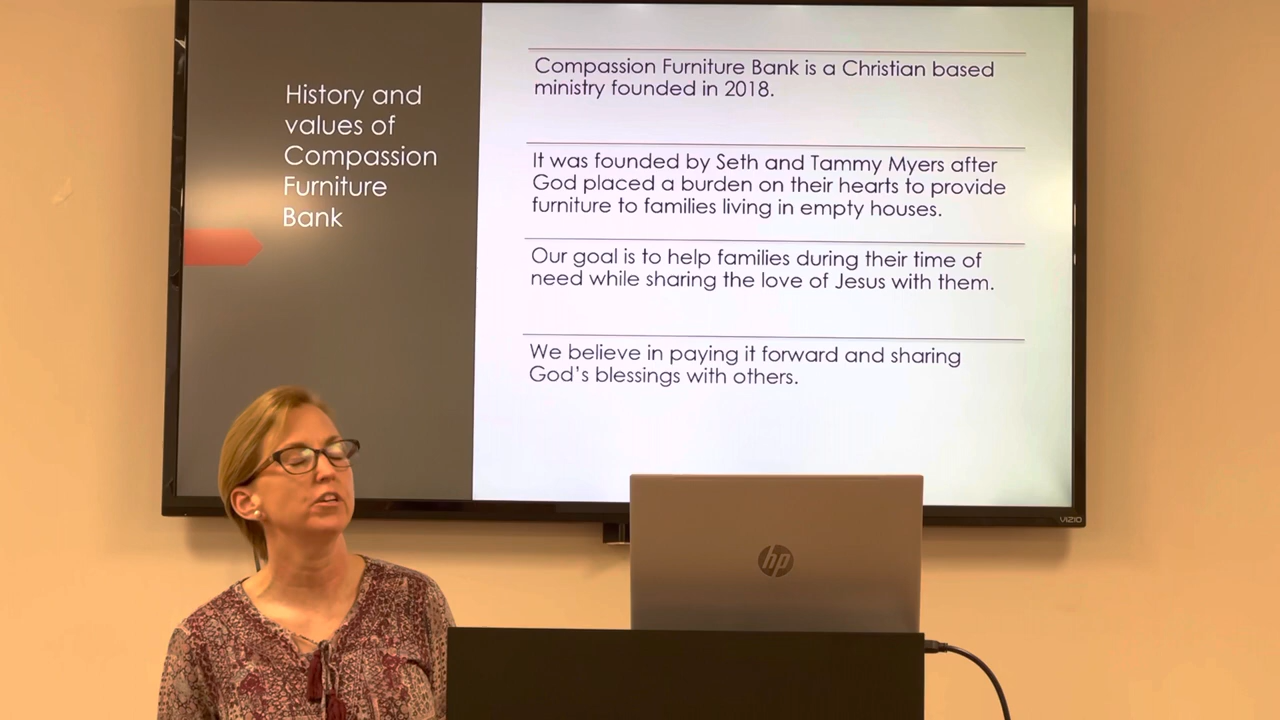 History and
values of
Compassion
Furniture
Bank
Compassion Furniture Bank is a Christian based
ministry founded in 2018.
It was founded by Seth and Tammy Myers after
God placed a burden on their hearts to provide
furniture to families living in empty houses.
Our goal is to help families during their time of
need while sharing the love of Jesus with them.
We believe in paying it forward and sharing
God's blessings with others.
VIZIO
hp